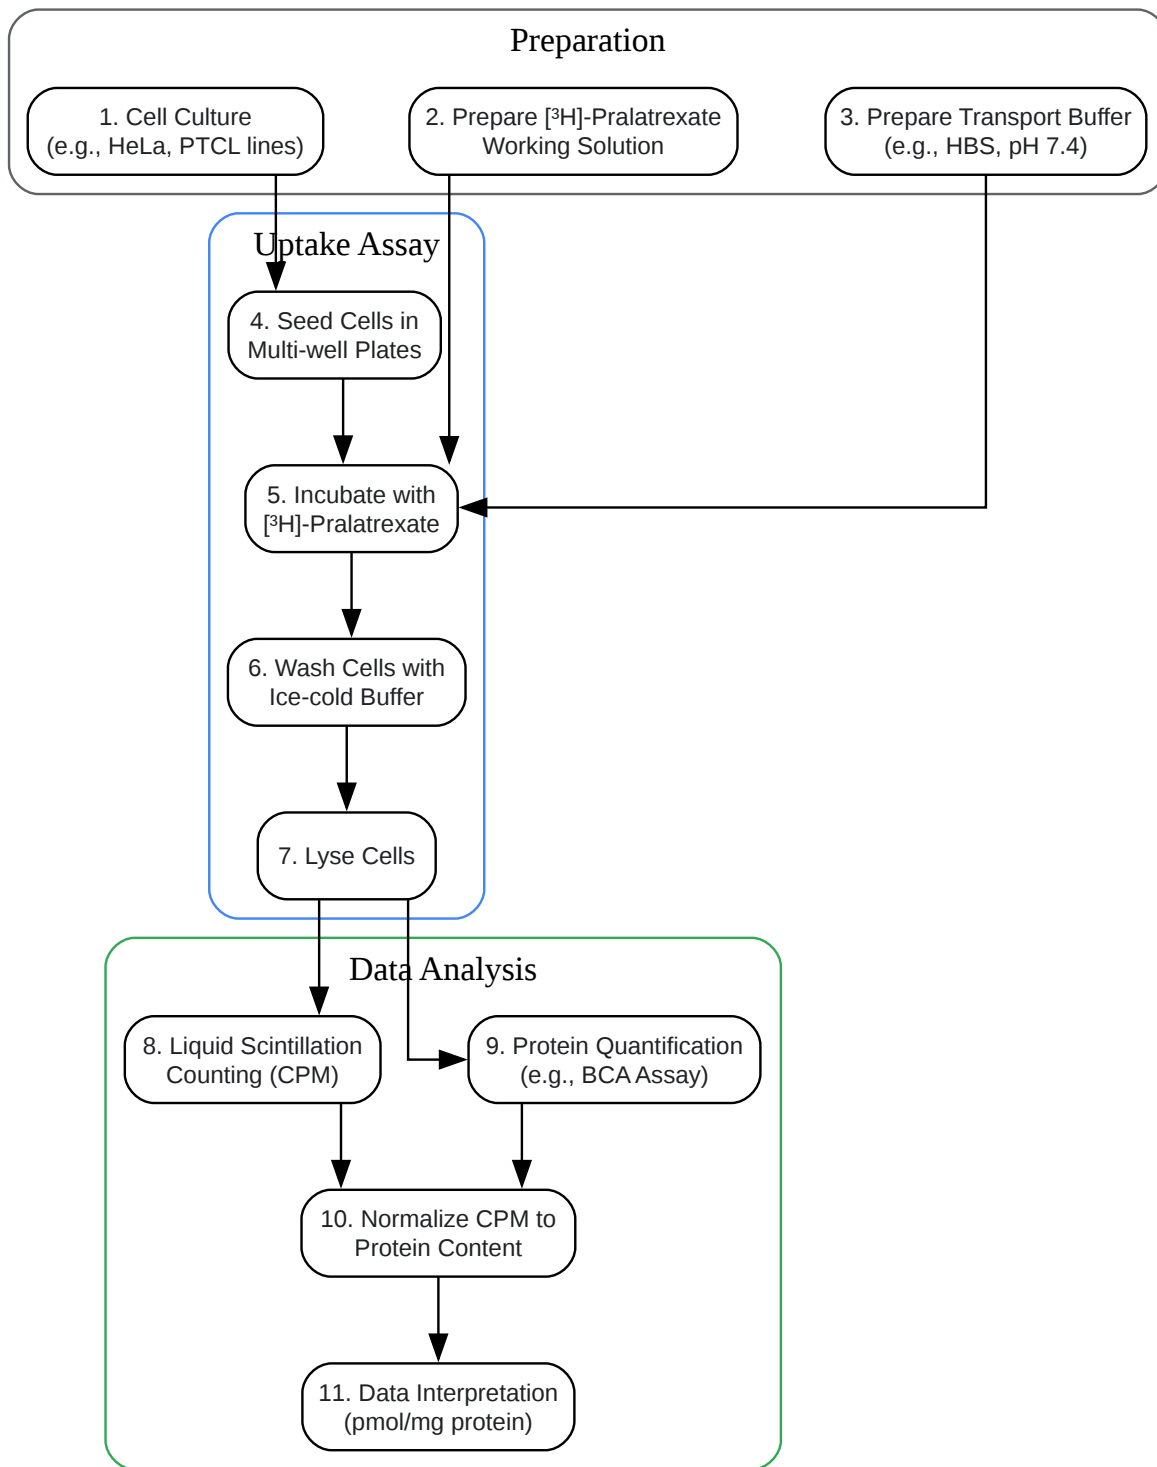 Preparation
1. Cell Culture
(e.g., HeLa, PTCL lines)
2. Prepare [³H]-Pralatrexate
Working Solution
3. Prepare Transport Buffer
(e.g., HBS, pH 7.4)
Uptake Assay
4. Seed Cells in
Multi-well Plates
5. Incubate with
[³H]-Pralatrexate
6. Wash Cells with
Ice-cold Buffer
7. Lyse Cells
Data Analysis
8. Liquid Scintillation
Counting (CPM)
9. Protein Quantification
(e.g., BCA Assay)
10. Normalize CPM to
Protein Content
11. Data Interpretation
(pmol/mg protein)